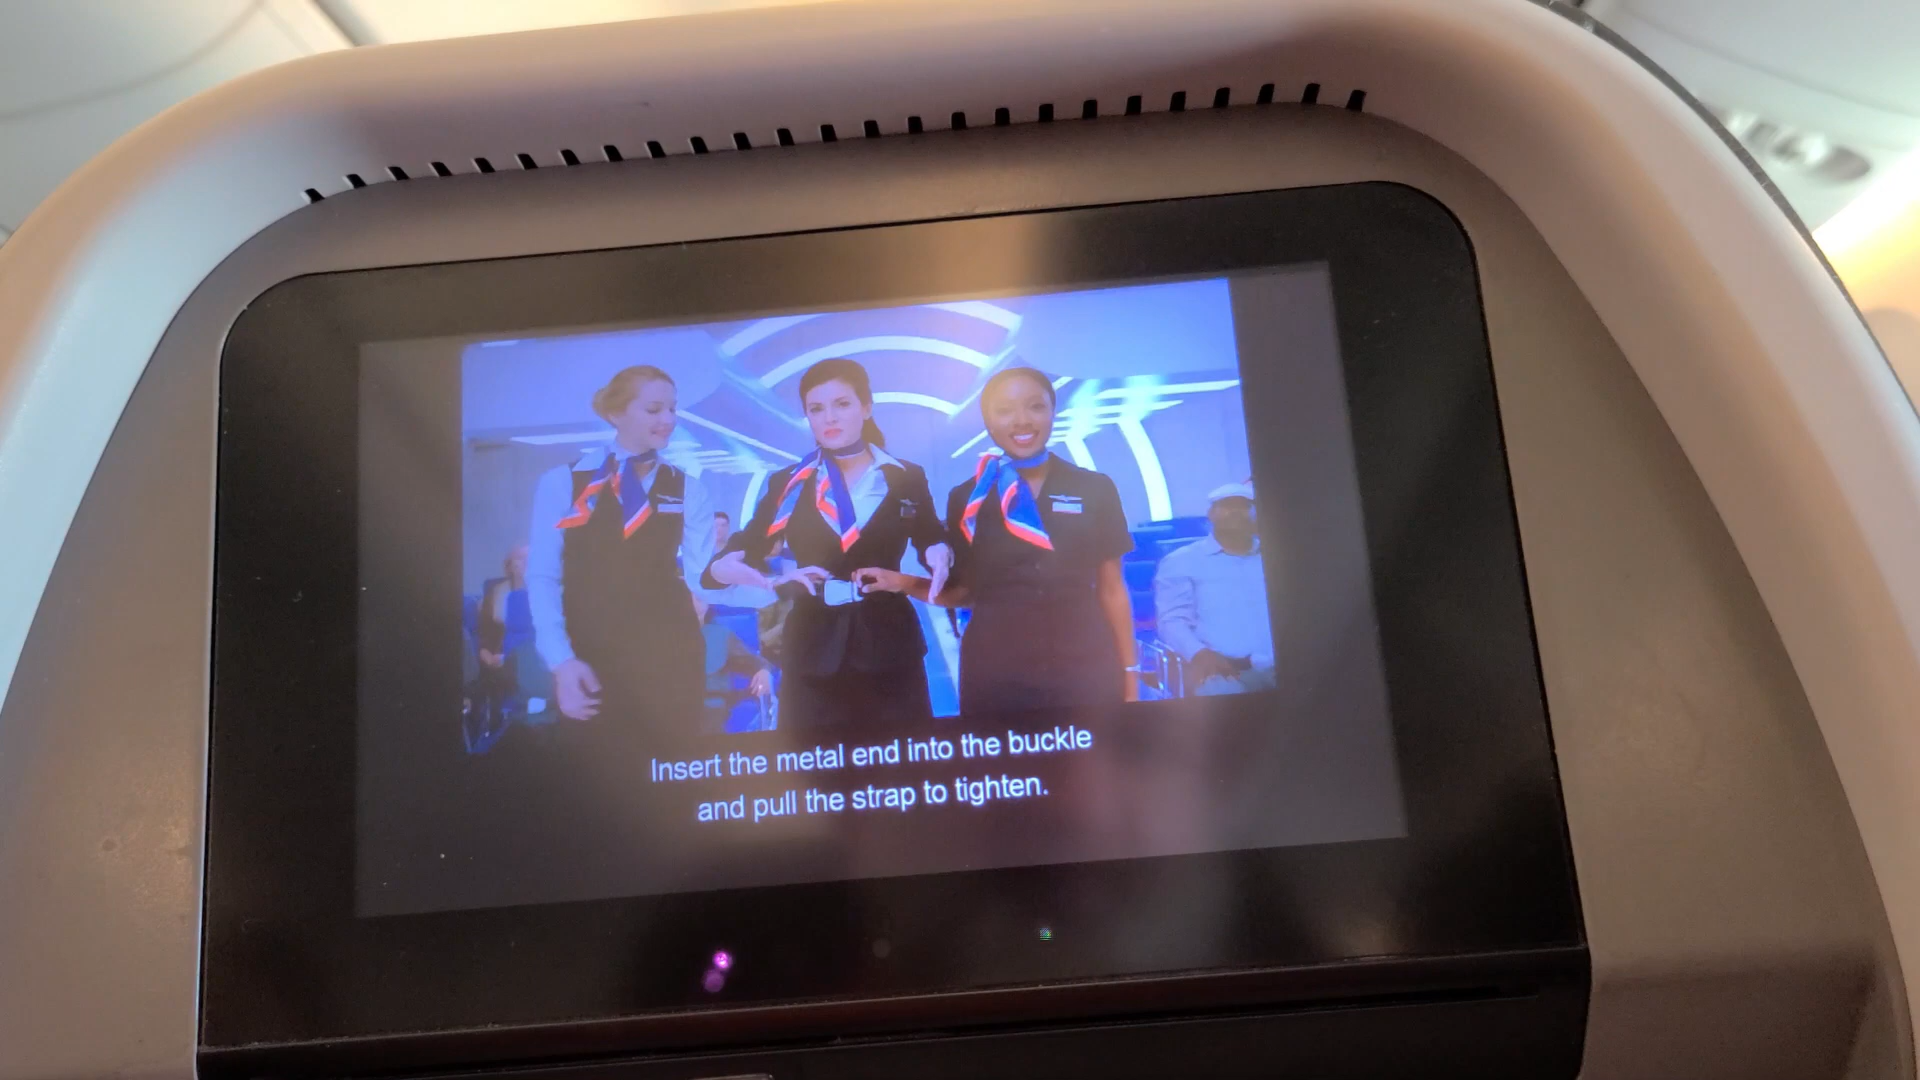 Insert the metal end into the buckle
and pull the strap to tighten.